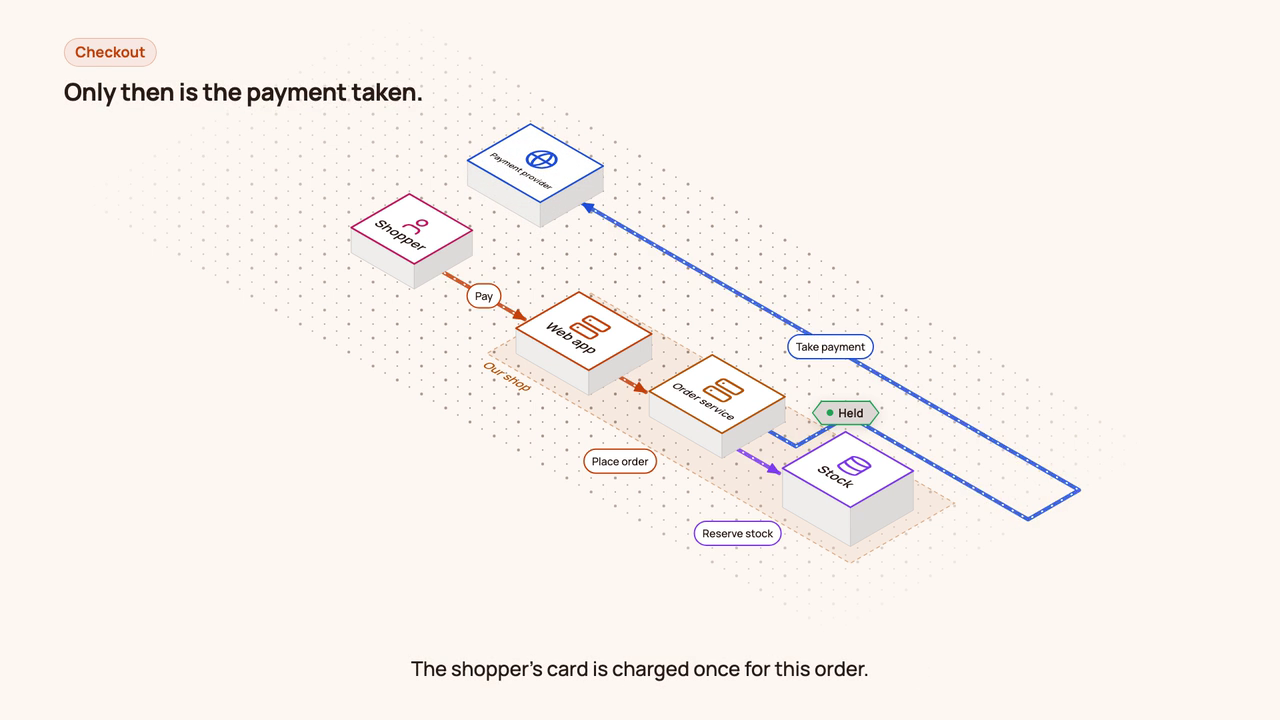 Checkout
Only then is the payment taken.
Payment provider
Shopper
Pay
Web app
Our shop
Take payment
Order service
Held
Place order
Stock
Reserve stock
The shopper's card is charged once for this order.